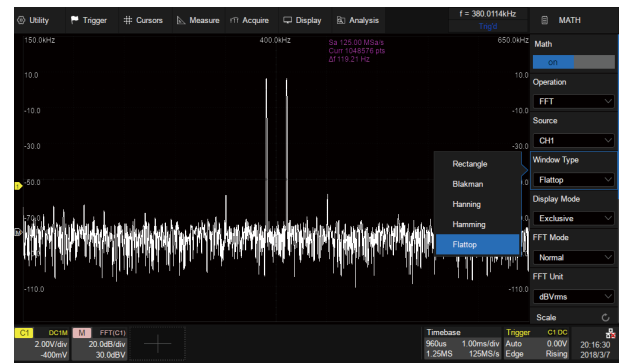 Utility Trigger Cursors Measure Acquire Display Analysis f = 380.0114kHz MATH
Trig'd
150.0kHz 400.0kHz Sa 125.00 MSa/s 650.0kHz Math
Curr 1048576 pts
Δf 119.21 Hz
on
10.0 10.0 Operation
FFT
-10.0 -10.0
Source
-30.0 -30.0 CH1
Rectangle Window Type
-50.0 Blakman Flattop
Hanning Display Mode
-70.0 Hamming Exclusive
M Flattop FFT Mode
Normal
FFT Unit
-110.0 -110.0
dBVrms
Scale
C1 DC1M M FFT(C1) Timebase Trigger C1 DC
2.00V/div 20.0dB/div 960us 1.00ms/div Auto 0.00V 20:16:30
-400mV 30.0dBV 1.25MS 125MS/s Edge Rising 2018/3/7